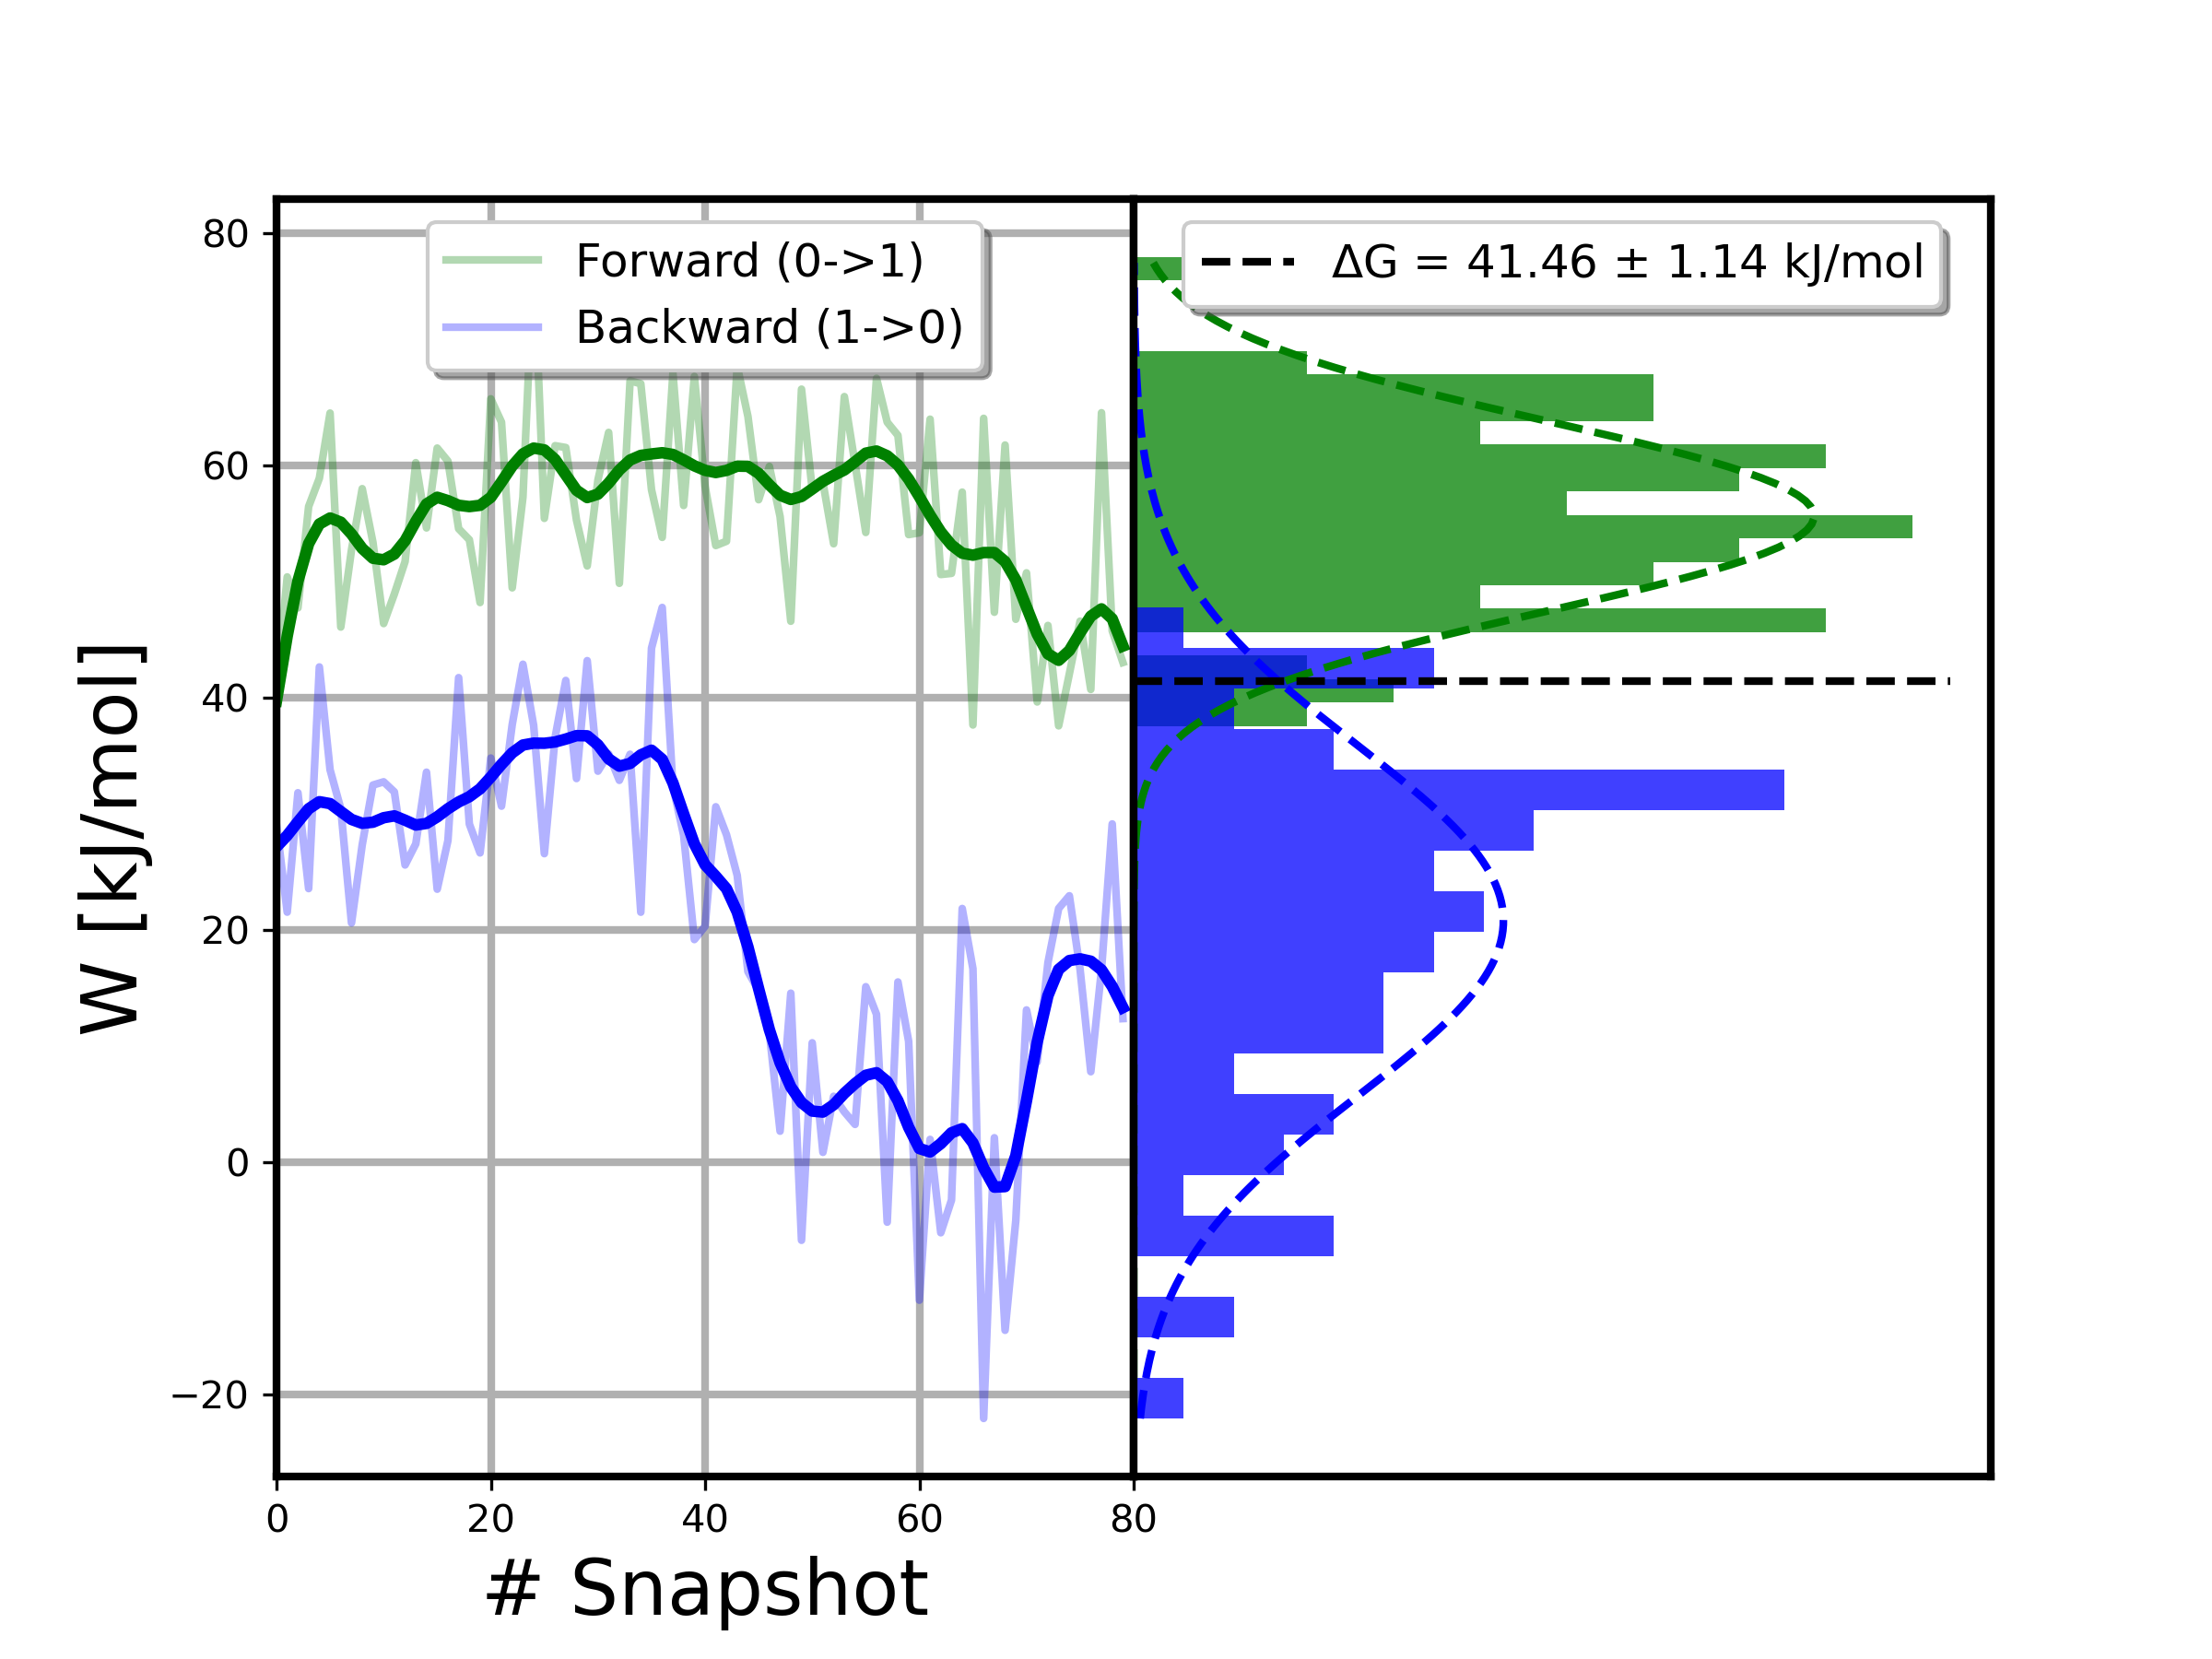 80
60
40
20
0
−20
W [kJ/mol]
Forward (0->1)
Backward (1->0)
ΔG = 41.46 ± 1.14 kJ/mol
0 20 40 60 80
# Snapshot